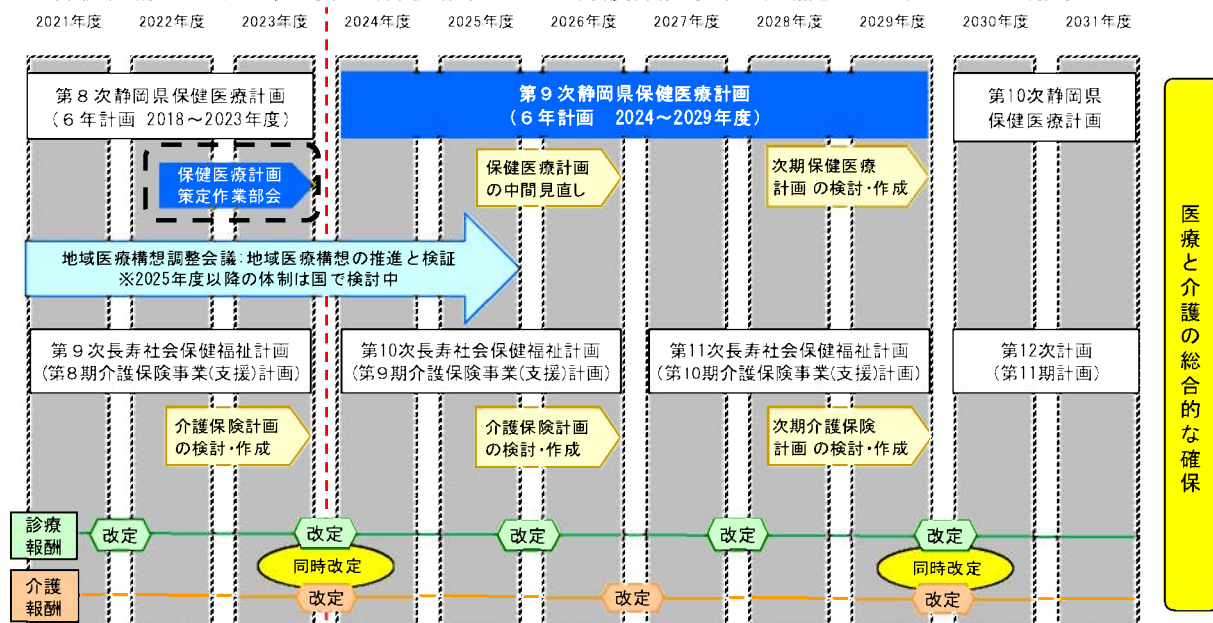 2021年度 2022年度 2023年度 2024年度 2025年度 2026年度 2027年度 2028年度 2029年度 2030年度 2031年度
第8次静岡県保健医療計画
(6年計画 2018～2023年度)
第9次静岡県保健医療計画
(6年計画 2024～2029年度)
第10次静岡県
保健医療計画
保健医療計画
策定作業部会
保健医療計画
の中間見直し
次期保健医療
計画 の検討・作成
地域医療構想調整会議:地域医療構想の推進と検証
※2025年度以降の体制は国で検討中
第9次長寿社会保健福祉計画
(第8期介護保険事業(支援)計画)
第10次長寿社会保健福祉計画
(第9期介護保険事業(支援)計画)
第11次長寿社会保健福祉計画
(第10期介護保険事業(支援)計画)
第12次計画
(第11期計画)
介護保険計画
の検討・作成
介護保険計画
の検討・作成
次期介護保険
計画 の検討・作成
診療
報酬
改定 改定 改定 改定 改定
同時改定 同時改定
介護
報酬
改定 改定 改定
医療と介護の総合的な確保